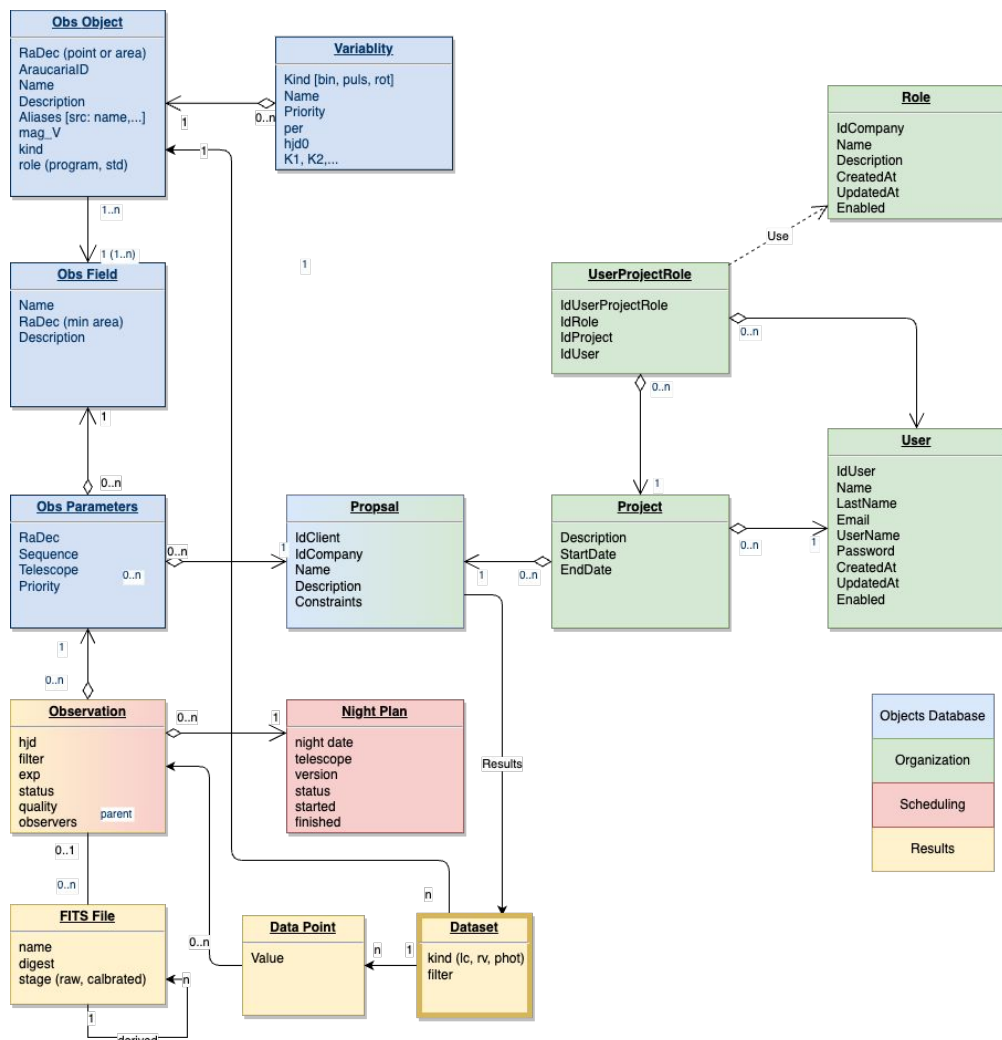 Obs Object
RaDec (point or area)
AraucariaID
Name
Description
Aliases [src: name,...]
mag_V
kind
role (program, std)
Variablity
Kind [bin, puls, rot]
Name
Priority
per
hjd0
K1, K2,...
0..n
1
1
Role
IdCompany
Name
Description
CreatedAt
UpdatedAt
Enabled
Use
1..n
1 (1..n)
1
Obs Field
Name
RaDec (min area)
Description
UserProjectRole
IdUserProjectRole
IdRole
IdProject
IdUser
0..n
0..n
1
User
IdUser
Name
LastName
Email
UserName
Password
CreatedAt
UpdatedAt
Enabled
1
0..n
Obs Parameters
RaDec
Sequence
Telescope
Priority
0..n
0..n
1
Propsal
IdClient
IdCompany
Name
Description
Constraints
1
0..n
Project
Description
StartDate
EndDate
0..n
1
1
0..n
Observation
hjd
filter
exp
status
quality
observers
parent
0..n
1
Night Plan
night date
telescope
version
status
started
finished
Results
Objects Database
Organization
Scheduling
Results
0..1
0..n
FITS File
name
digest
stage (raw, calbrated)
n
1
derived
0..n
Data Point
Value
n
1
n
Dataset
kind (lc, rv, phot)
filter